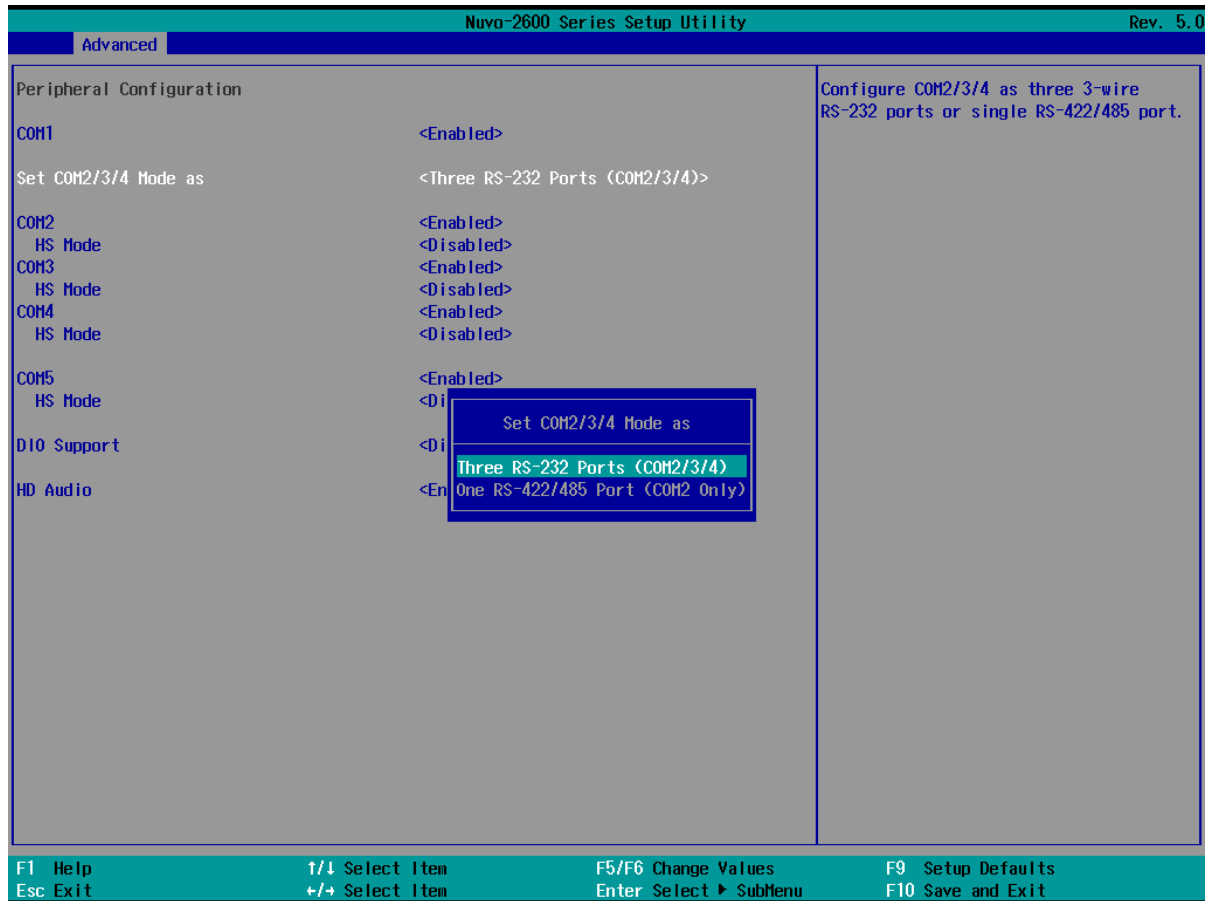 Nuvo-2600 Series Setup Utility Rev. 5.0
Advanced
Peripheral Configuration
COM1 <Enabled>
Set COM2/3/4 Mode as <Three RS-232 Ports (COM2/3/4)>
COM2 <Enabled>
HS Mode <Disabled>
COM3 <Enabled>
HS Mode <Disabled>
COM4 <Enabled>
HS Mode <Disabled>
COM5 <Enabled>
HS Mode <Di
DIO Support <Di
HD Audio <En
Set COM2/3/4 Mode as
Three RS-232 Ports (COM2/3/4)
One RS-422/485 Port (COM2 Only)
Configure COM2/3/4 as three 3-wire
RS-232 ports or single RS-422/485 port.
F1 Help ↑/↓ Select Item F5/F6 Change Values F9 Setup Defaults
Esc Exit ←/→ Select Item Enter Select ▶ SubMenu F10 Save and Exit